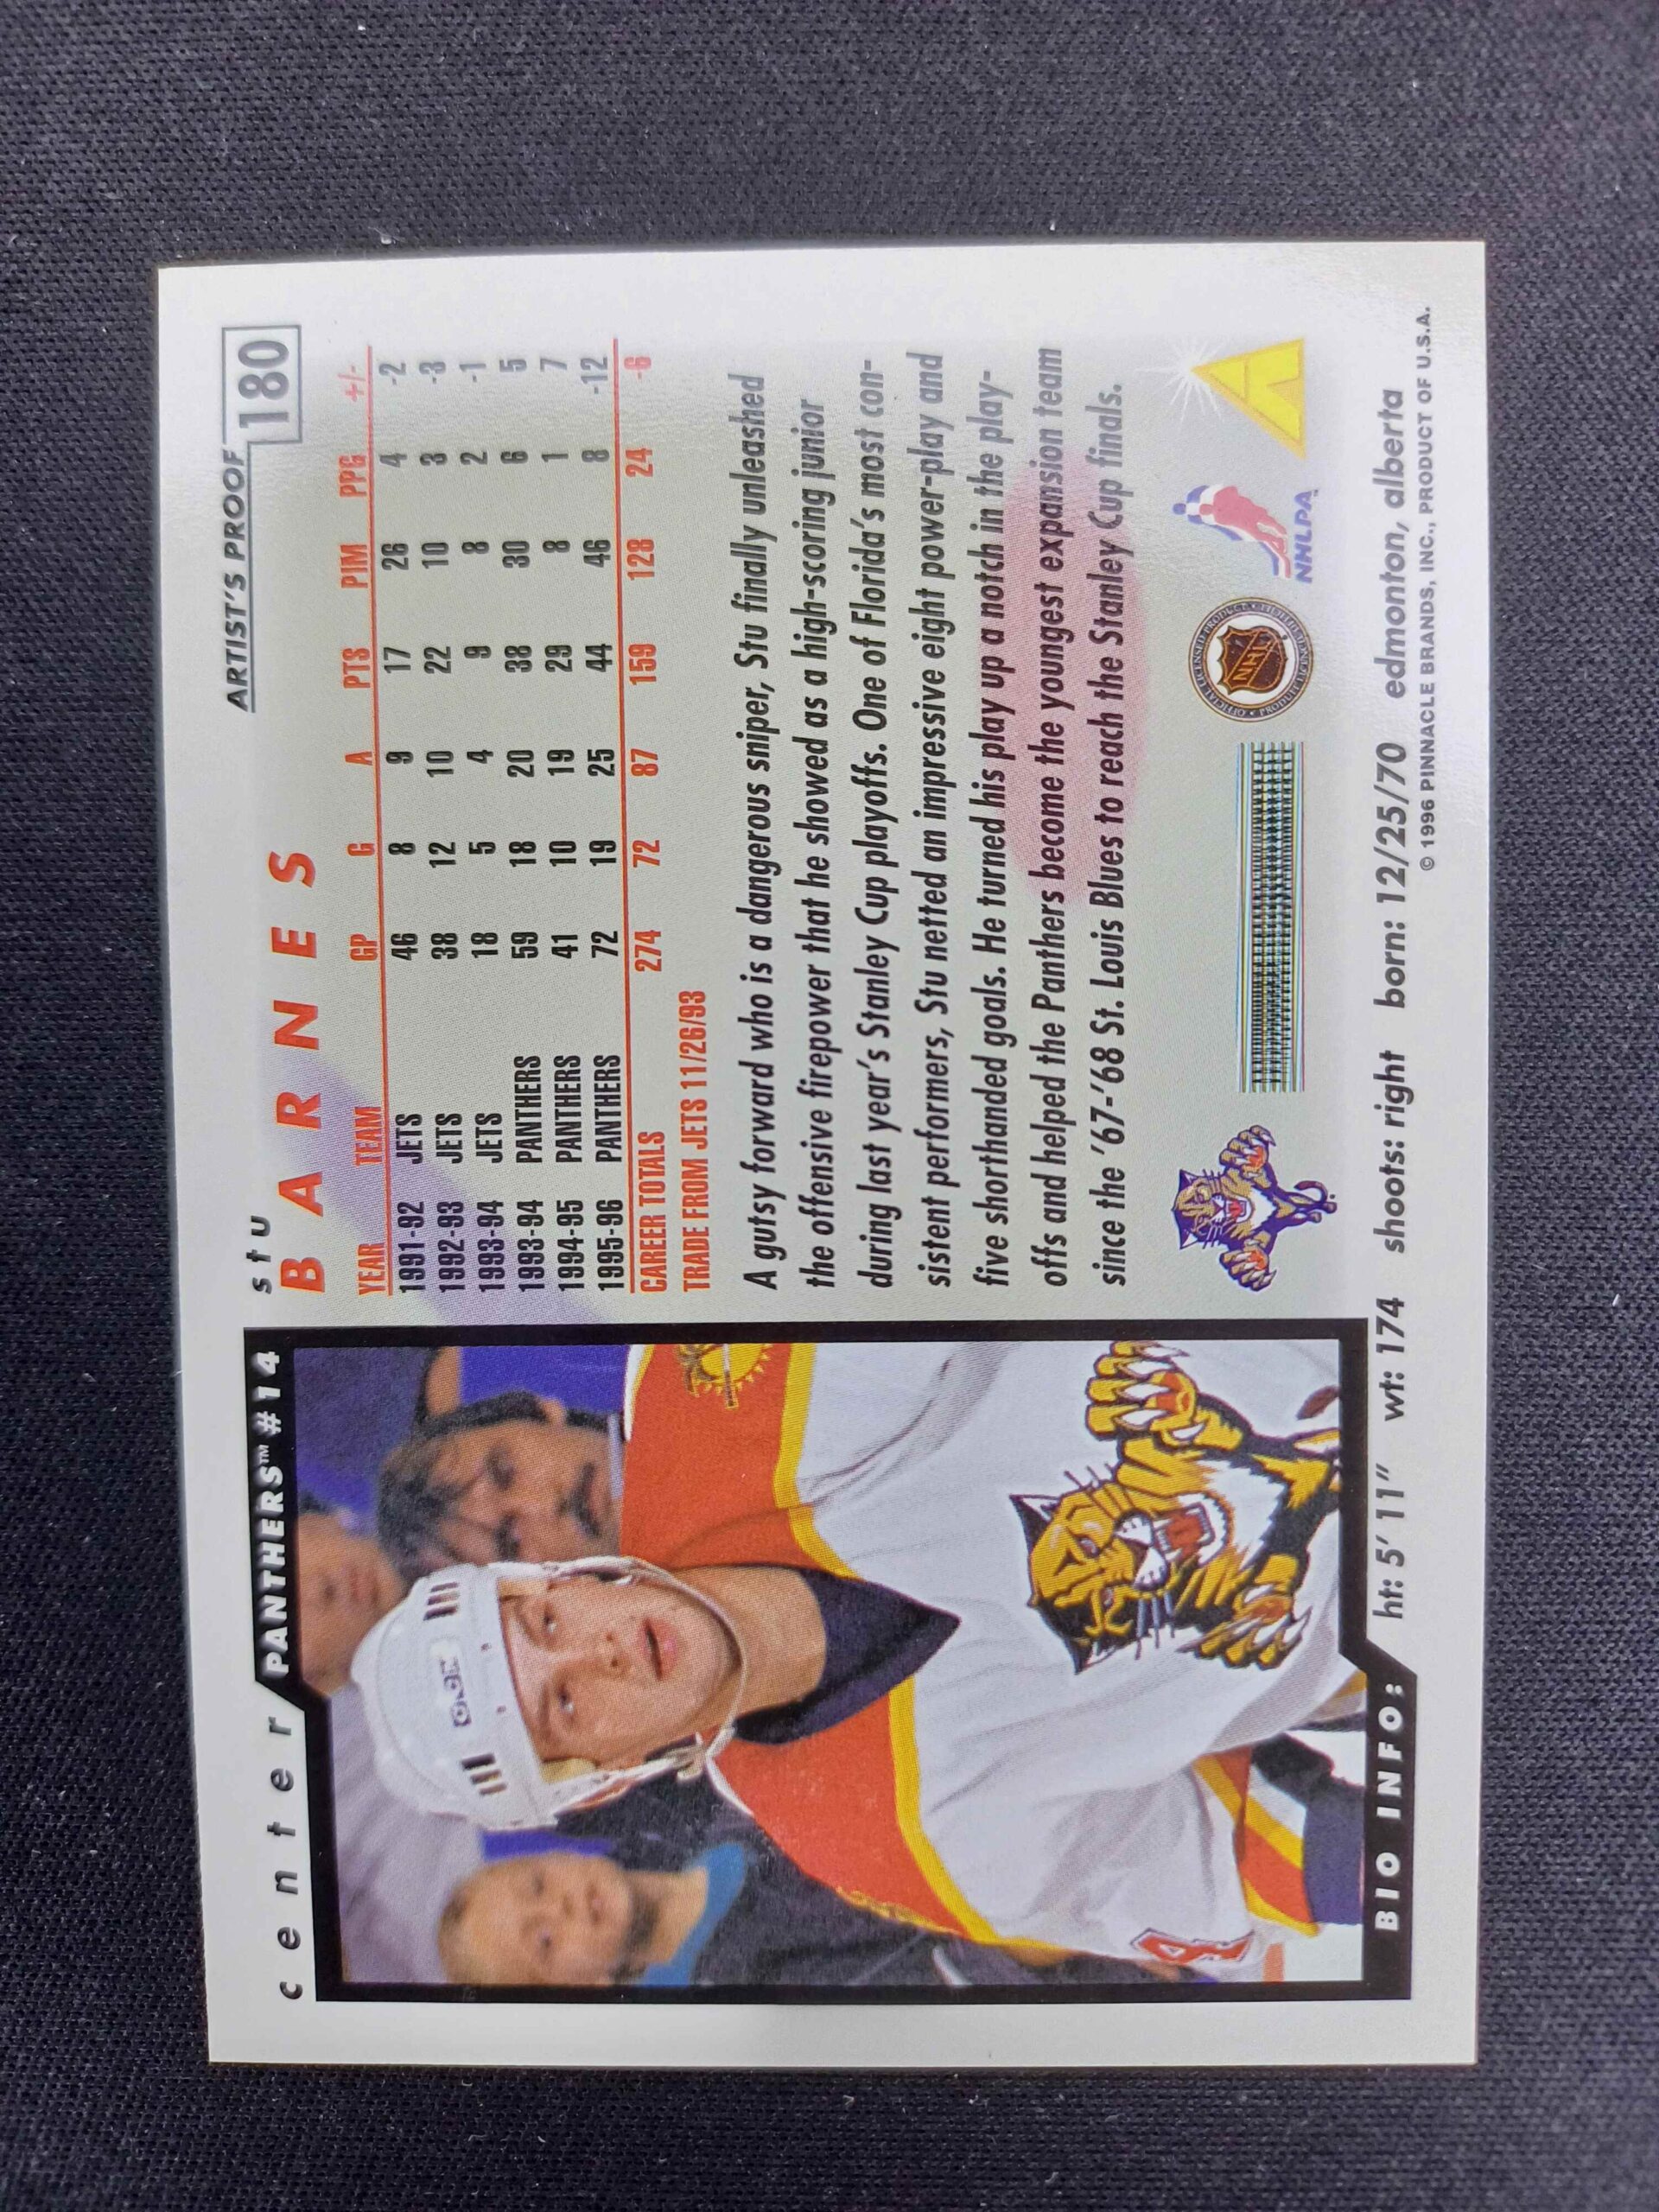 center PANTHERS™ #14
stu
BARNES
ARTIST'S PROOF
180
YEAR TEAM GP G A PTS PIM PPG +/-
1991-92 JETS 46 8 9 17 26 4 -2
1992-93 JETS 38 12 10 22 10 3 -3
1993-94 JETS 18 5 4 9 8 2 -1
1993-94 PANTHERS 59 18 20 38 30 6 5
1994-95 PANTHERS 41 10 19 29 8 1 7
1995-96 PANTHERS 72 19 25 44 46 8 -12
CAREER TOTALS 274 72 87 159 128 24 -6
TRADE FROM JETS 11/26/93
A gutsy forward who is a dangerous sniper, Stu finally unleashed
the offensive firepower that he showed as a high-scoring junior
during last year's Stanley Cup playoffs. One of Florida's most con-
sistent performers, Stu netted an impressive eight power-play and
five shorthanded goals. He turned his play up a notch in the play-
offs and helped the Panthers become the youngest expansion team
since the '67-'68 St. Louis Blues to reach the Stanley Cup finals.
CCM
4
OFFICIAL LICENSED PRODUCT
NHL
NHLPA
BIO INFO: ht: 5' 11" wt: 174 shoots: right born: 12/25/70 edmonton, alberta
© 1996 PINNACLE BRANDS, INC., PRODUCT OF U.S.A.